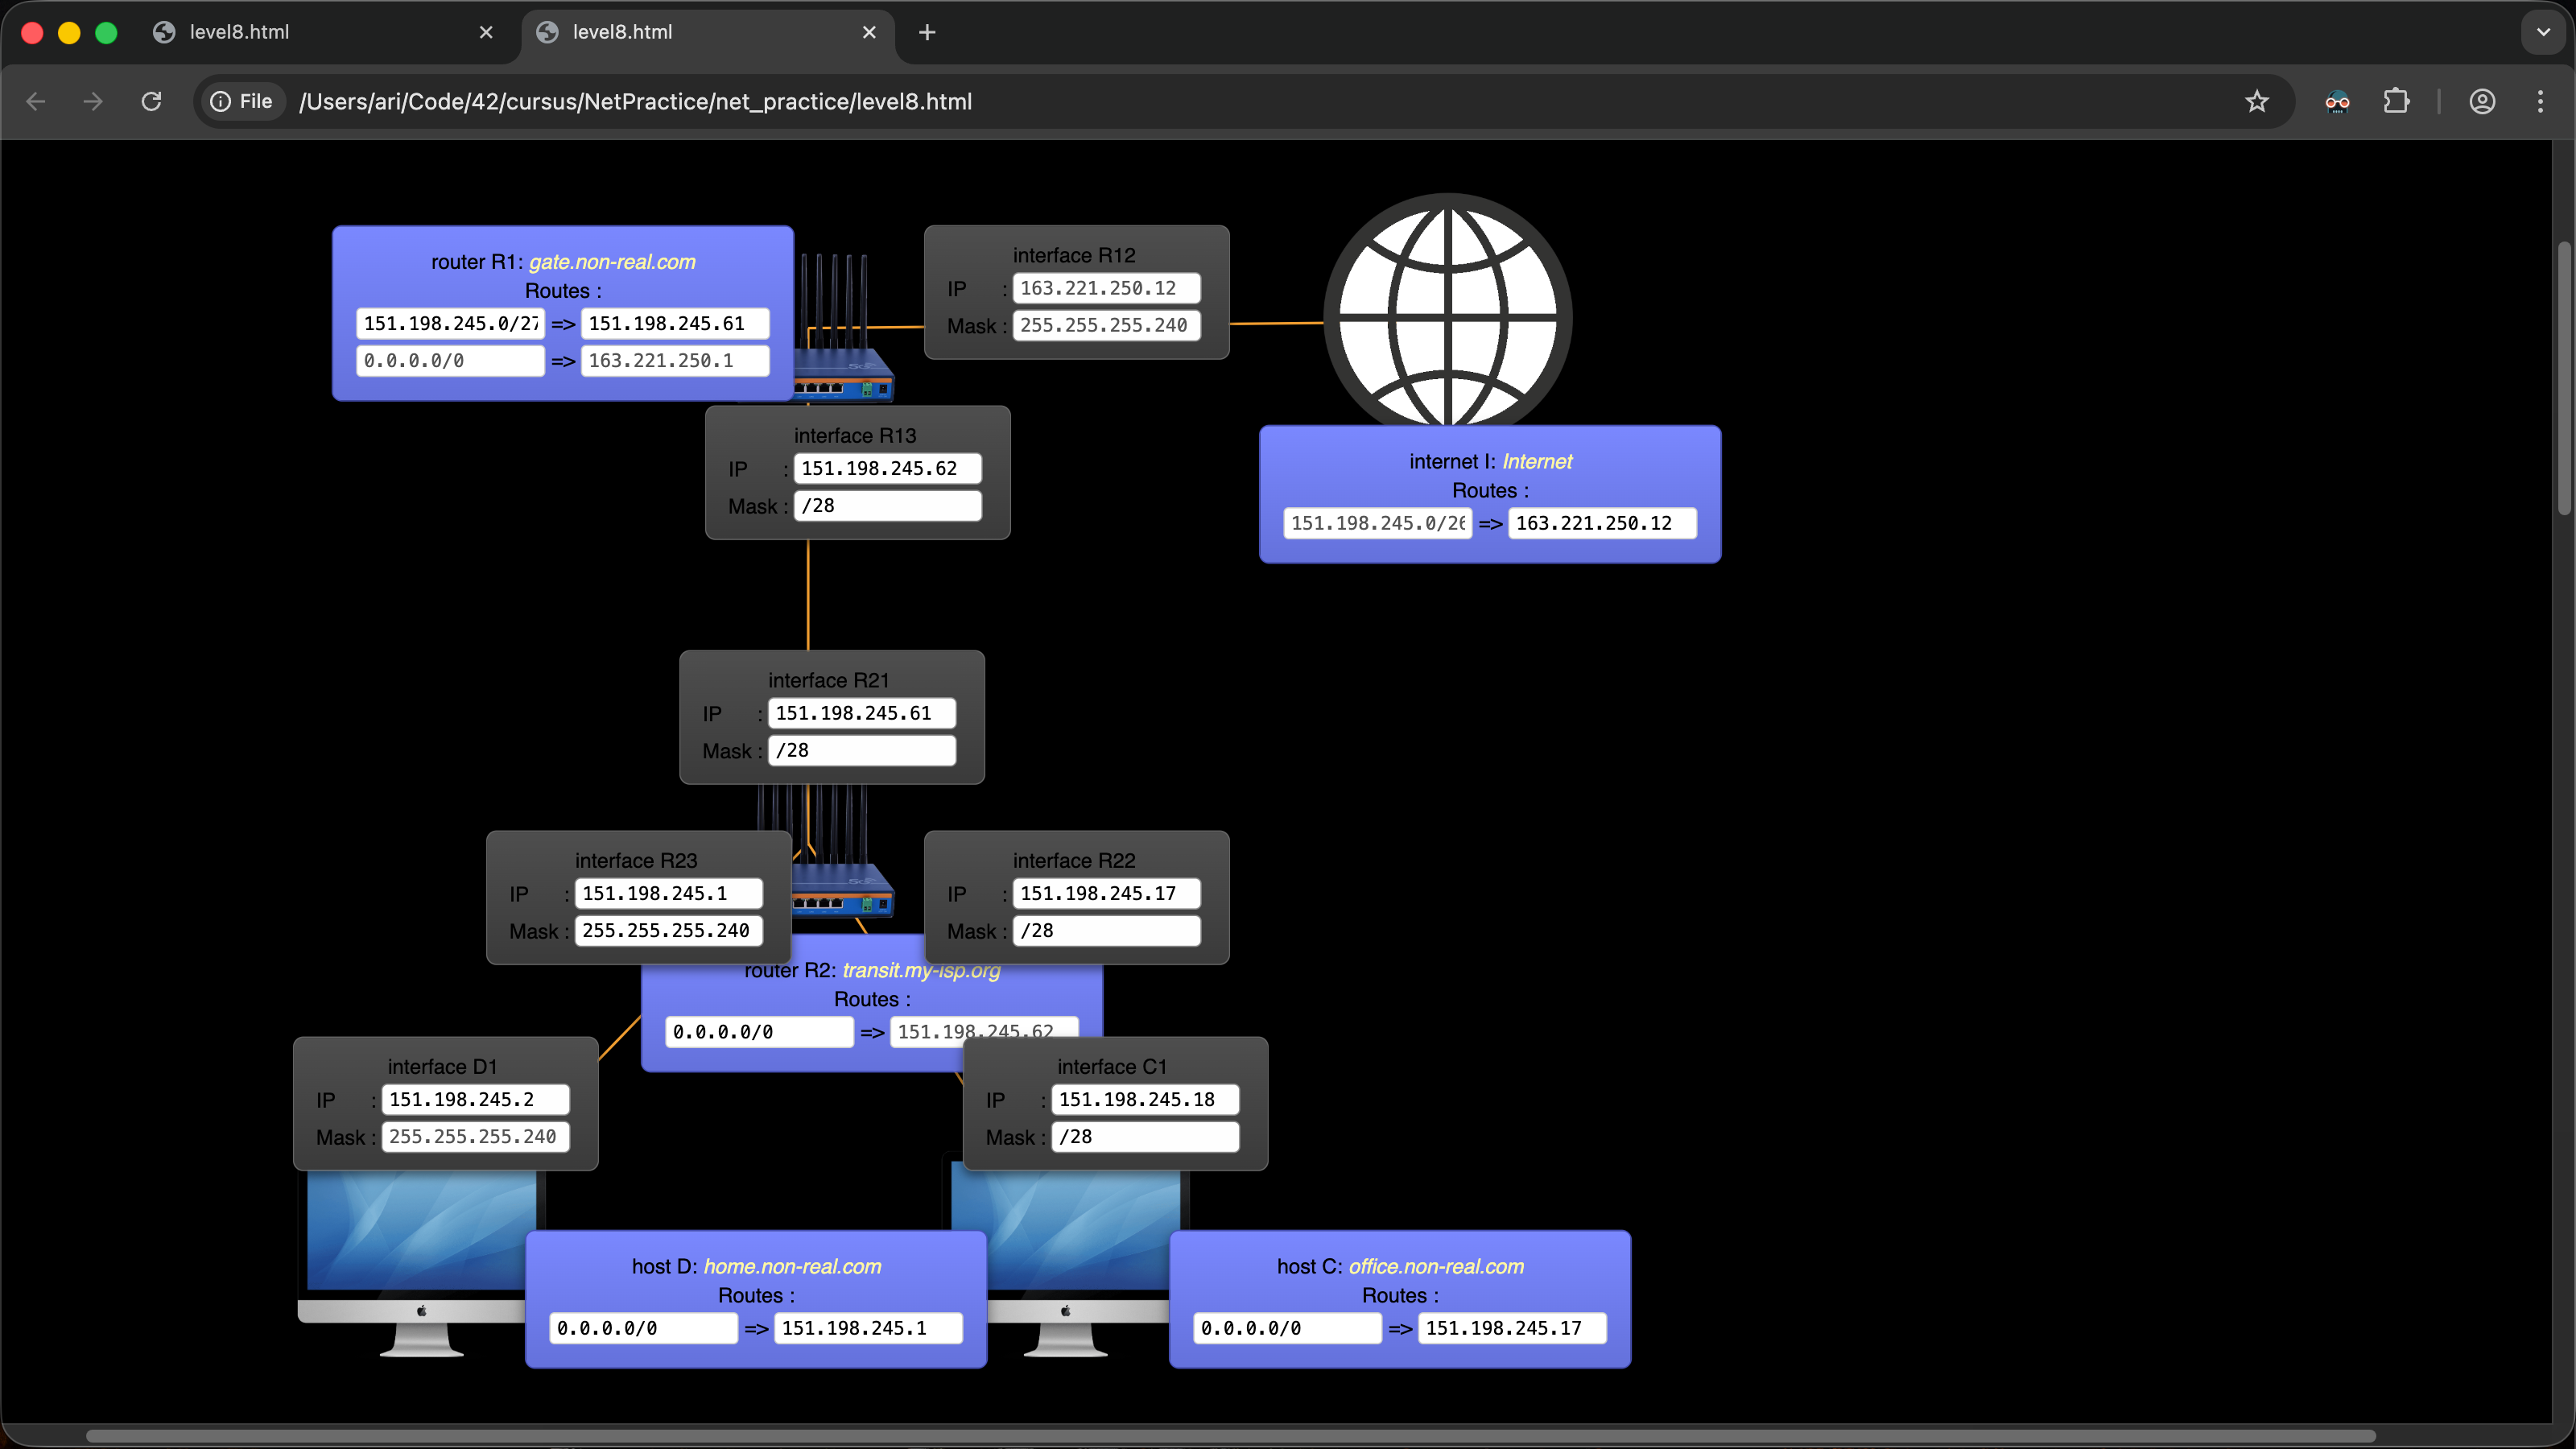 level8.html
level8.html
File
/Users/ari/Code/42/cursus/NetPractice/net_practice/level8.html
router R1: gate.non-real.com
Routes :
151.198.245.0/27 => 151.198.245.61
0.0.0.0/0 => 163.221.250.1
interface R12
IP : 163.221.250.12
Mask : 255.255.255.240
interface R13
IP : 151.198.245.62
Mask : /28
internet I: Internet
Routes :
151.198.245.0/26 => 163.221.250.12
interface R21
IP : 151.198.245.61
Mask : /28
interface R23
IP : 151.198.245.1
Mask : 255.255.255.240
interface R22
IP : 151.198.245.17
Mask : /28
router R2: transit.my-isp.org
Routes :
0.0.0.0/0 => 151.198.245.62
interface D1
IP : 151.198.245.2
Mask : 255.255.255.240
interface C1
IP : 151.198.245.18
Mask : /28
host D: home.non-real.com
Routes :
0.0.0.0/0 => 151.198.245.1
host C: office.non-real.com
Routes :
0.0.0.0/0 => 151.198.245.17